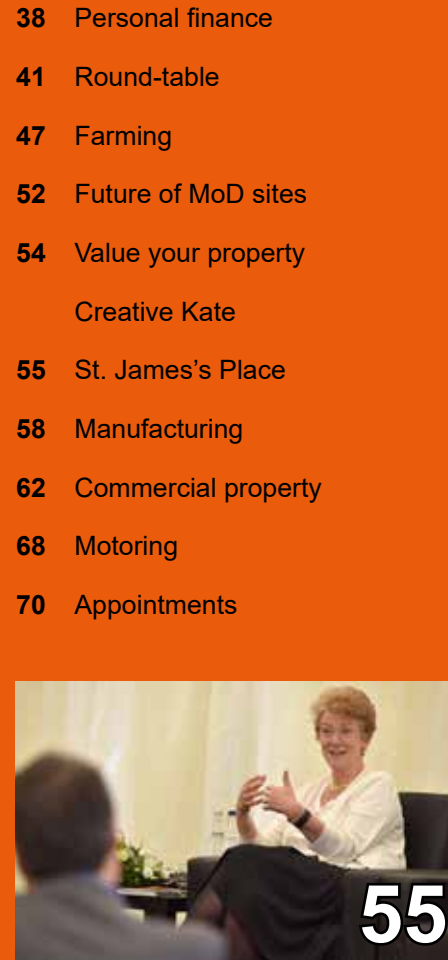 38 Personal finance
41 Round-table
47 Farming
52 Future of MoD sites
54 Value your property
Creative Kate
55 St. James's Place
58 Manufacturing
62 Commercial property
68 Motoring
70 Appointments
55